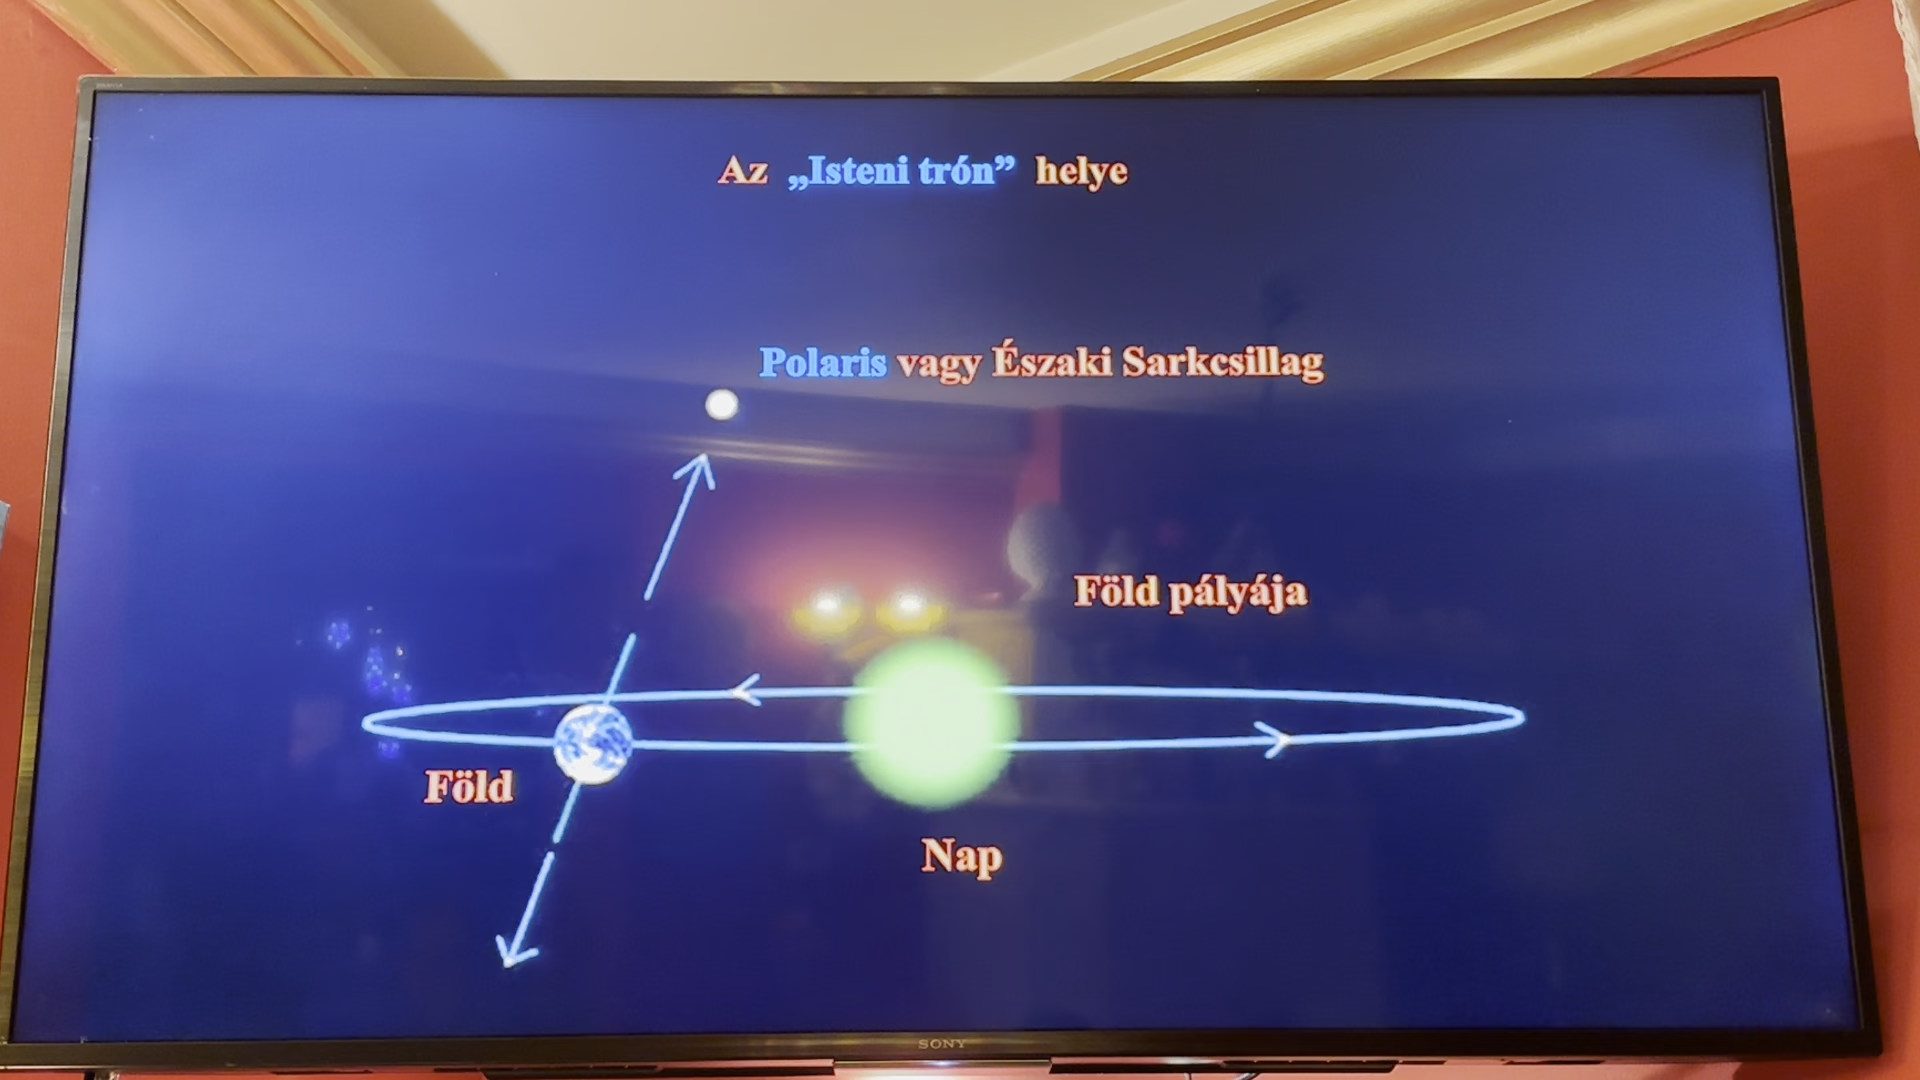 Az „Isteni trón” helye
Polaris vagy Északi Sarkcsillag
Föld pályája
Föld
Nap
SONY